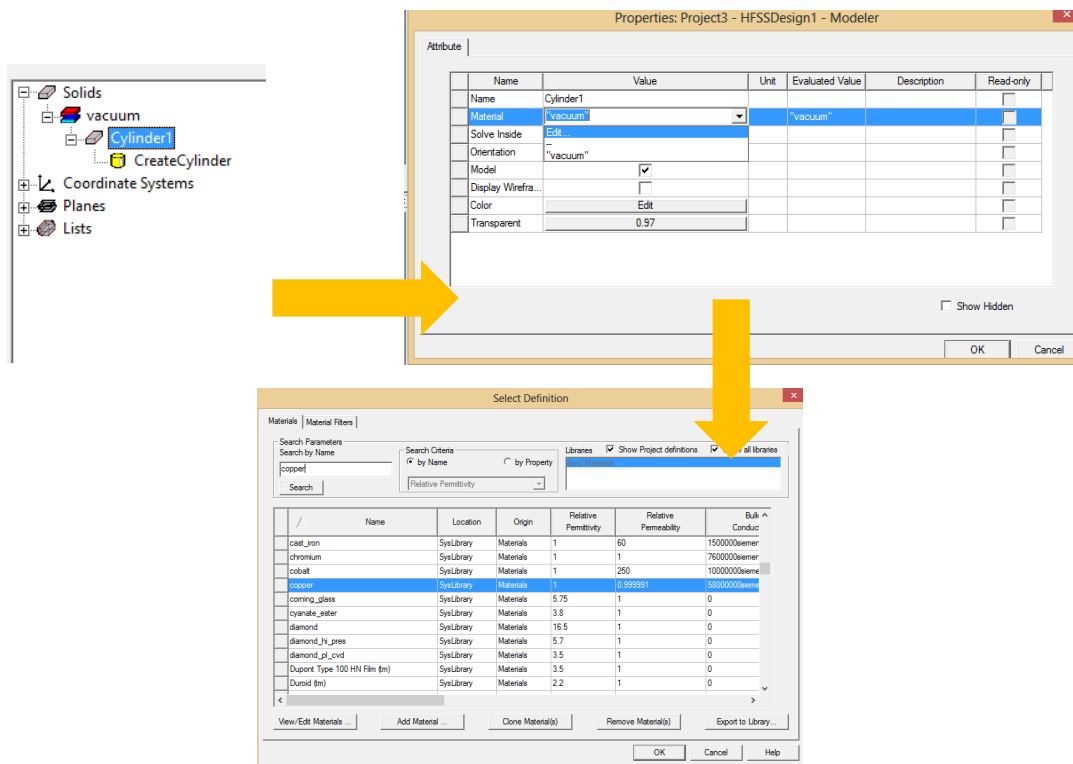 Solids
vacuum
Cylinder1
CreateCylinder
Coordinate Systems
Planes
Lists
Properties: Project3 - HFSSDesign1 - Modeler
Attribute
Name Value Unit Evaluated Value Description Read-only
Name Cylinder1
Material "vacuum" "vacuum"
Solve Inside Edit...
--
Orientation "vacuum"
Model
Display Wirefra...
Color Edit
Transparent 0.97
Show Hidden
OK Cancel
Select Definition
Materials Material Filters
Search Parameters
Search by Name
copper
Search
Search Criteria
by Name by Property
Relative Permittivity
Libraries Show Project definitions all libraries
[sys] Materials
/ Name Location Origin Relative Permittivity Relative Permeability Bulk Conduc
cast_iron SysLibrary Materials 1 60 1500000siemen
chromium SysLibrary Materials 1 1 7600000siemen
cobalt SysLibrary Materials 1 250 10000000sieme
copper SysLibrary Materials 1 0.999991 58000000sieme
corning_glass SysLibrary Materials 5.75 1 0
cyanate_ester SysLibrary Materials 3.8 1 0
diamond SysLibrary Materials 16.5 1 0
diamond_hi_pres SysLibrary Materials 5.7 1 0
diamond_pl_cvd SysLibrary Materials 3.5 1 0
Dupont Type 100 HN Film (tm) SysLibrary Materials 3.5 1 0
Duroid (tm) SysLibrary Materials 2.2 1 0
View/Edit Materials ... Add Material ... Clone Material(s) Remove Material(s) Export to Library...
OK Cancel Help